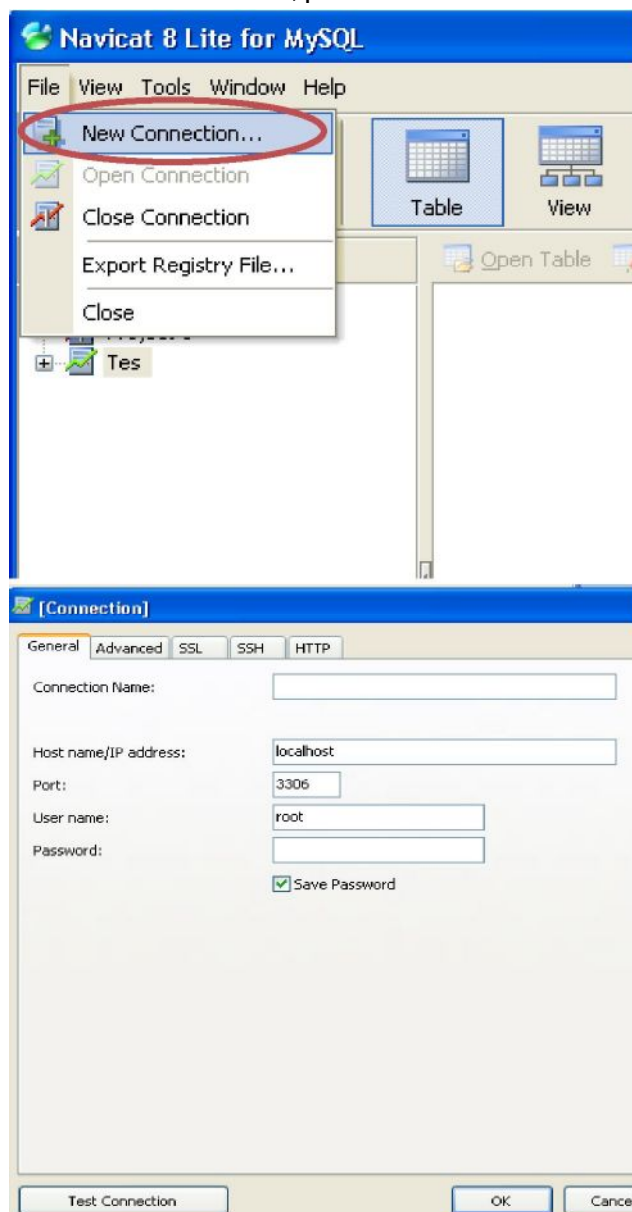 Navicat 8 Lite for MySQL
File View Tools Window Help
New Connection...
Open Connection
Close Connection
Export Registry File...
Close
Table
View
Open Table
Tes
[Connection]
General Advanced SSL SSH HTTP
Connection Name:
Host name/IP address: localhost
Port: 3306
User name: root
Password:
Save Password
Test Connection OK Cance